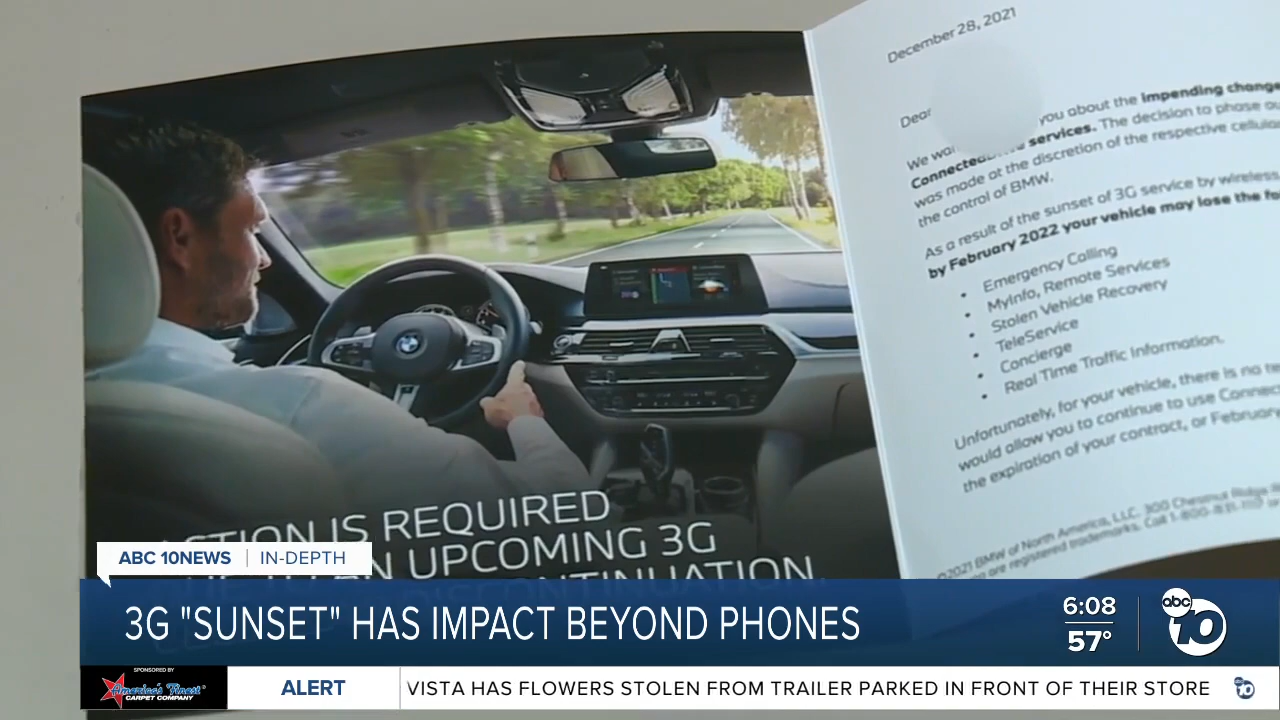 December 28, 2021
Dear
We
you about the impending change
services. The decision to phase
was made at the discretion of the respective
the control of BMW.
As a result of the sunset of 3G service by wireless
by February 2022 your vehicle may lose the
• Emergency Calling
• MyInfo, Remote Services
• Stolen Vehicle Recovery
• TeleService
• Concierge
• Real Time Traffic Information.
Unfortunately, for your vehicle, there is no
would allow you to continue to use
the expiration of your contract, or February
©2021 BMW of North America, LLC. 300 Chestnut Ridge
are registered trademarks. Call 1-800-831-1117
IS REQUIRED
UPCOMING 3G
ABC 10NEWS | IN-DEPTH
3G "SUNSET" HAS IMPACT BEYOND PHONES
6:08
57°
abc 10
SPONSORED BY
America's Finest
CARPET COMPANY
ALERT
VISTA HAS FLOWERS STOLEN FROM TRAILER PARKED IN FRONT OF THEIR STORE